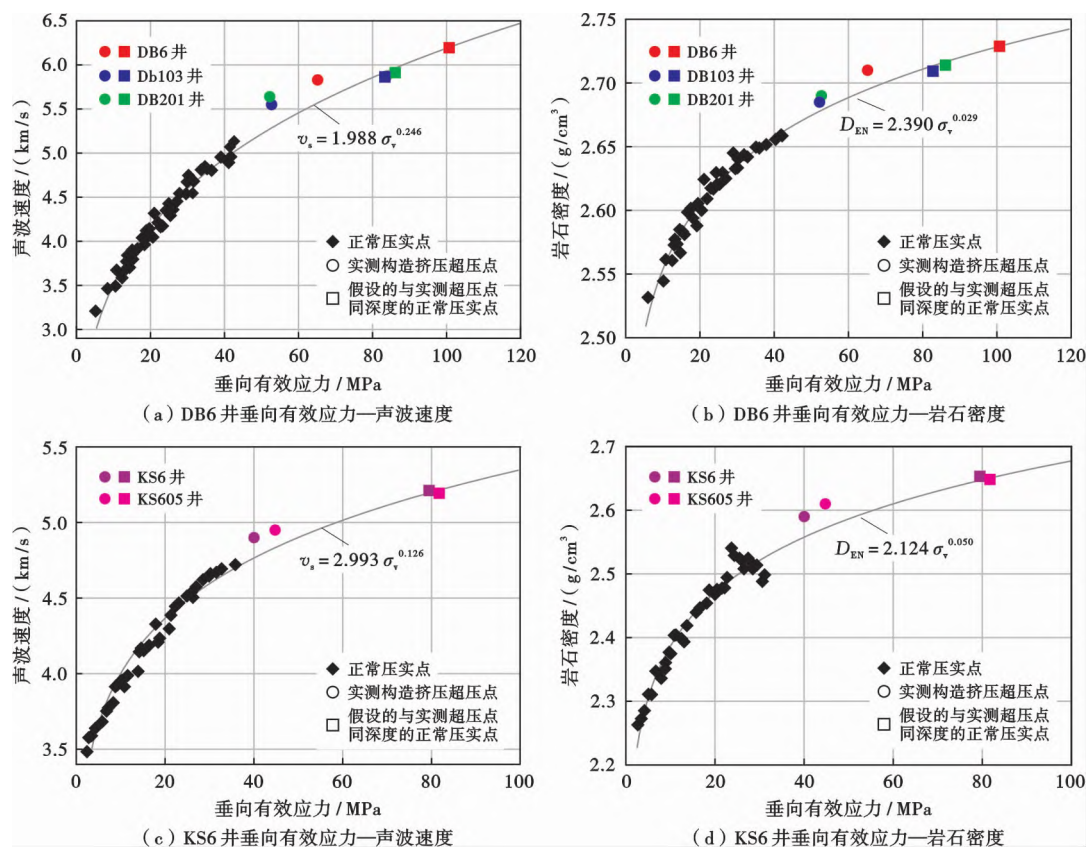 6.5
6.0
5.5
5.0
4.5
4.0
3.5
3.0
声波速度/(km/s)
DB6井
Db103井
DB201井
v_s = 1.988 σ_v^0.246
正常压实点
实测构造挤压超压点
假设的与实测超压点
同深度的正常压实点
0 20 40 60 80 100 120
垂向有效应力/MPa
(a) DB6井垂向有效应力—声波速度
2.75
2.70
2.65
2.60
2.55
2.50
岩石密度/(g/cm³)
DB6井
DB103井
DB201井
D_EN = 2.390 σ_v^0.029
正常压实点
实测构造挤压超压点
假设的与实测超压点
同深度的正常压实点
0 20 40 60 80 100 120
垂向有效应力/MPa
(b) DB6井垂向有效应力—岩石密度
5.5
5.0
4.5
4.0
3.5
声波速度/(km/s)
KS6井
KS605井
v_s = 2.993 σ_v^0.126
正常压实点
实测构造挤压超压点
假设的与实测超压点
同深度的正常压实点
0 20 40 60 80 100
垂向有效应力/MPa
(c) KS6井垂向有效应力—声波速度
2.7
2.6
2.5
2.4
2.3
2.2
岩石密度/(g/cm³)
KS6井
KS605井
D_EN = 2.124 σ_v^0.050
正常压实点
实测构造挤压超压点
假设的与实测超压点
同深度的正常压实点
0 20 40 60 80 100
垂向有效应力/MPa
(d) KS6井垂向有效应力—岩石密度